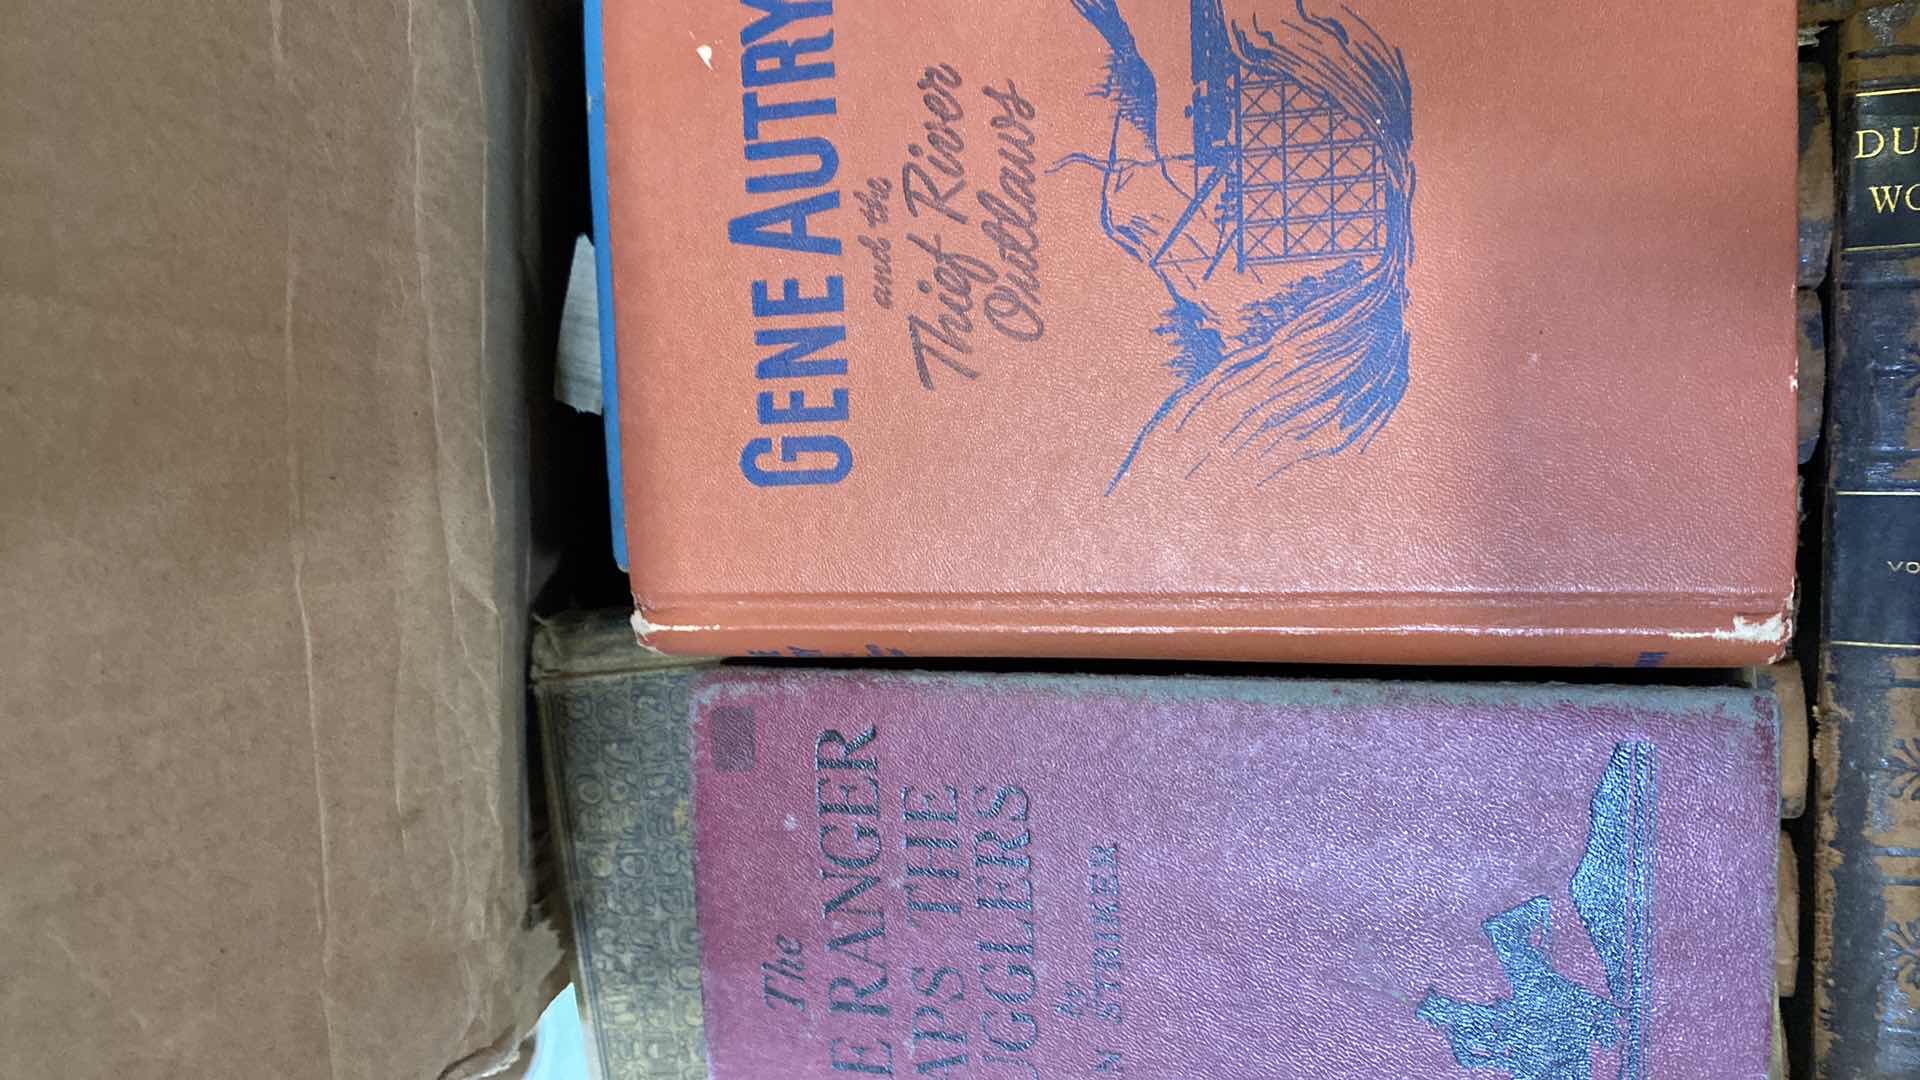 GENE AUTRY
and the
Thief River
Outlaws
The
E RANGER
APS THE
UGGLERS
by
N STRIKER
DU
WO
VO